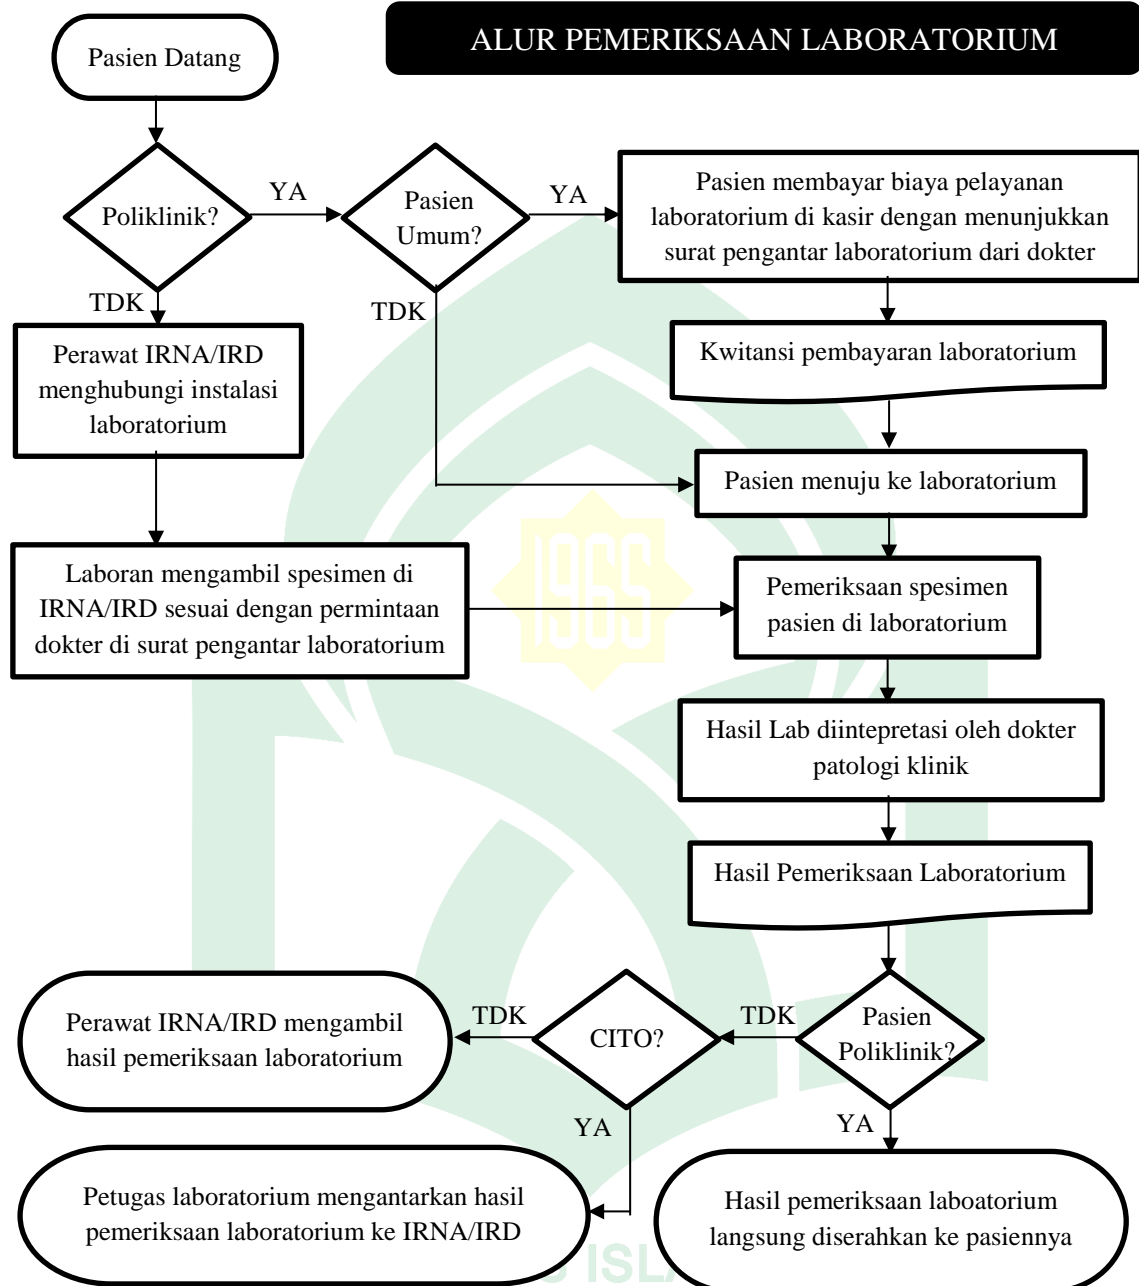 ALUR PEMERIKSAAN LABORATORIUM
Pasien Datang
Poliklinik?
YA
Pasien
Umum?
YA
Pasien membayar biaya pelayanan
laboratorium di kasir dengan menunjukkan
surat pengantar laboratorium dari dokter
TDK
TDK
Perawat IRNA/IRD
menghubungi instalasi
laboratorium
Kwitansi pembayaran laboratorium
Pasien menuju ke laboratorium
1965
Laboran mengambil spesimen di
IRNA/IRD sesuai dengan permintaan
dokter di surat pengantar laboratorium
Pemeriksaan spesimen
pasien di laboratorium
Hasil Lab diintepretasi oleh dokter
patologi klinik
Hasil Pemeriksaan Laboratorium
Pasien
Poliklinik?
TDK
CITO?
TDK
Perawat IRNA/IRD mengambil
hasil pemeriksaan laboratorium
YA
YA
Petugas laboratorium mengantarkan hasil
pemeriksaan laboratorium ke IRNA/IRD
Hasil pemeriksaan laboatorium
langsung diserahkan ke pasiennya